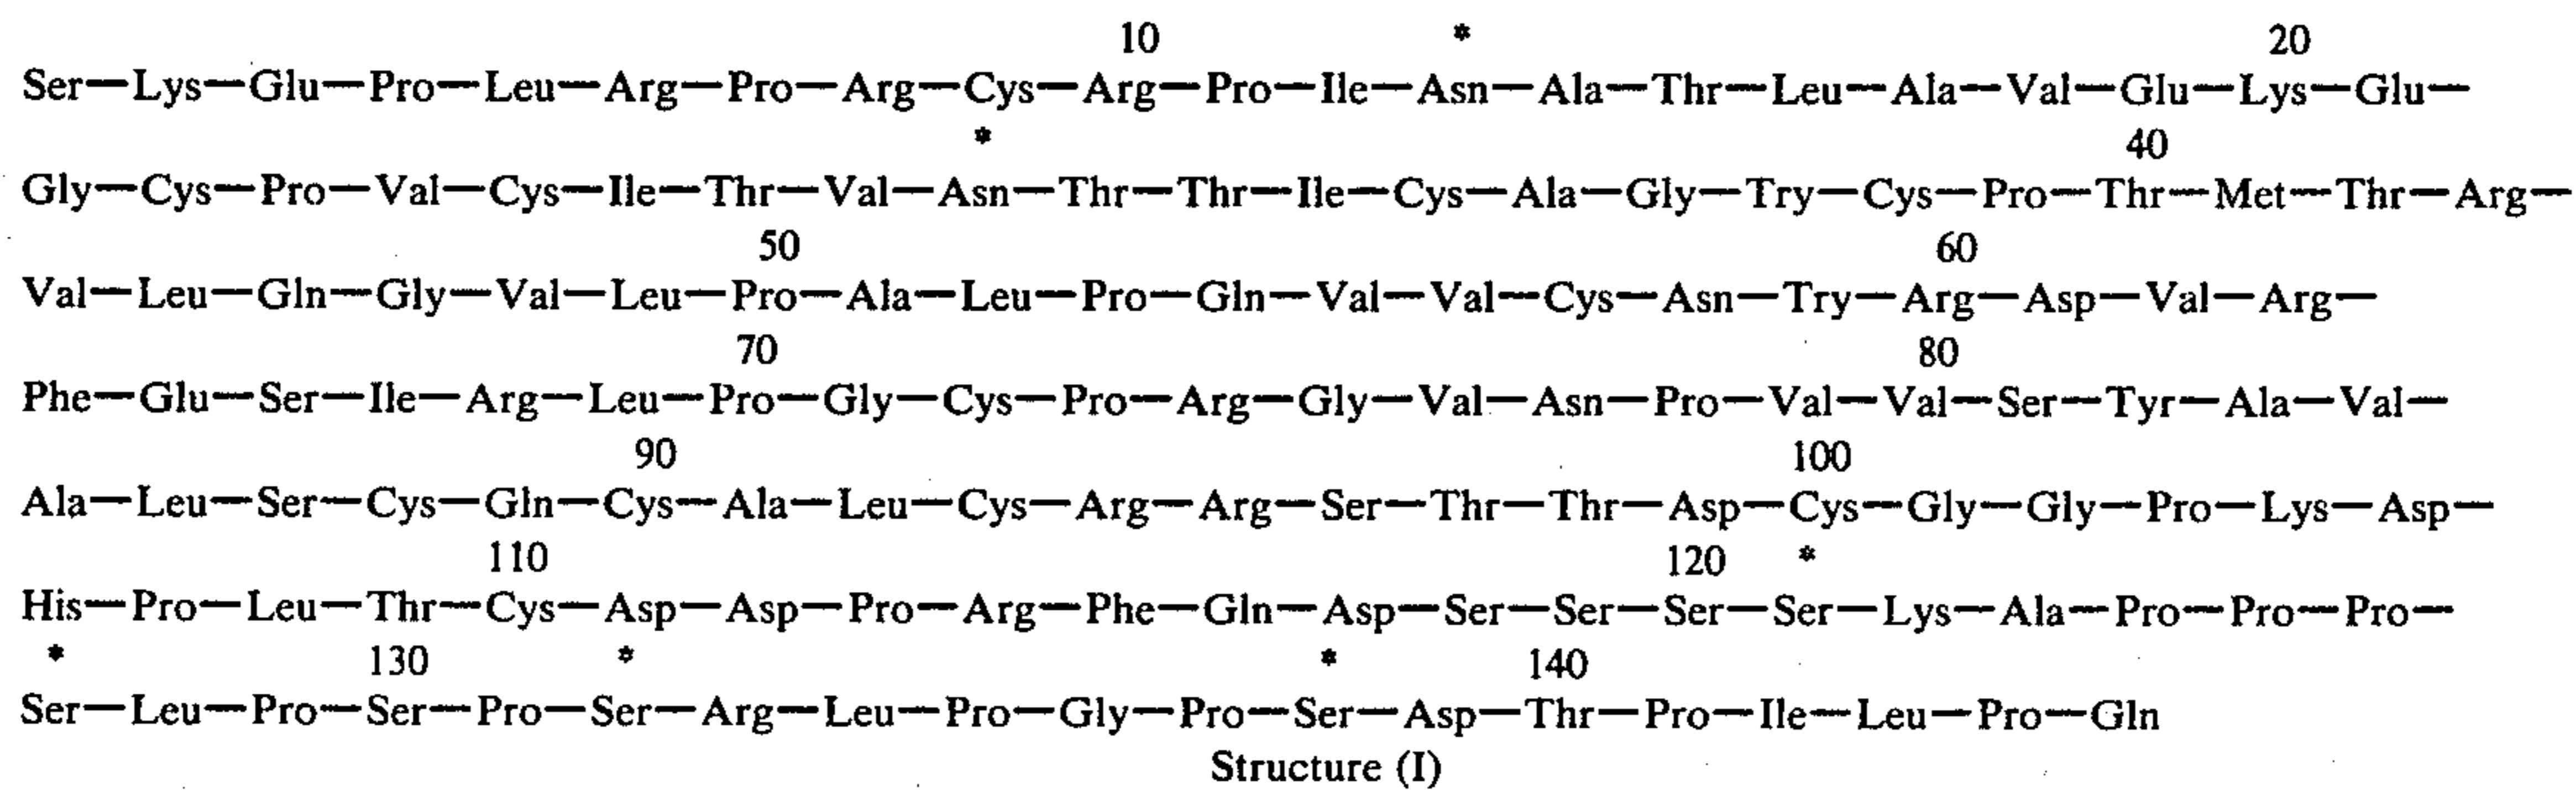 10 * 20
Ser—Lys—Glu—Pro—Leu—Arg—Pro—Arg—Cys—Arg—Pro—Ile—Asn—Ala—Thr—Leu—Ala—Val—Glu—Lys—Glu—
* 40
Gly—Cys—Pro—Val—Cys—Ile—Thr—Val—Asn—Thr—Thr—Ile—Cys—Ala—Gly—Try—Cys—Pro—Thr—Met—Thr—Arg—
50 60
Val—Leu—Gln—Gly—Val—Leu—Pro—Ala—Leu—Pro—Gln—Val—Val—Cys—Asn—Try—Arg—Asp—Val—Arg—
70 80
Phe—Glu—Ser—Ile—Arg—Leu—Pro—Gly—Cys—Pro—Arg—Gly—Val—Asn—Pro—Val—Val—Ser—Tyr—Ala—Val—
90 100
Ala—Leu—Ser—Cys—Gln—Cys—Ala—Leu—Cys—Arg—Arg—Ser—Thr—Thr—Asp—Cys—Gly—Gly—Pro—Lys—Asp—
110 120 *
His—Pro—Leu—Thr—Cys—Asp—Asp—Pro—Arg—Phe—Gln—Asp—Ser—Ser—Ser—Ser—Lys—Ala—Pro—Pro—Pro—
* 130 * * 140
Ser—Leu—Pro—Ser—Pro—Ser—Arg—Leu—Pro—Gly—Pro—Ser—Asp—Thr—Pro—Ile—Leu—Pro—Gln
Structure (I)